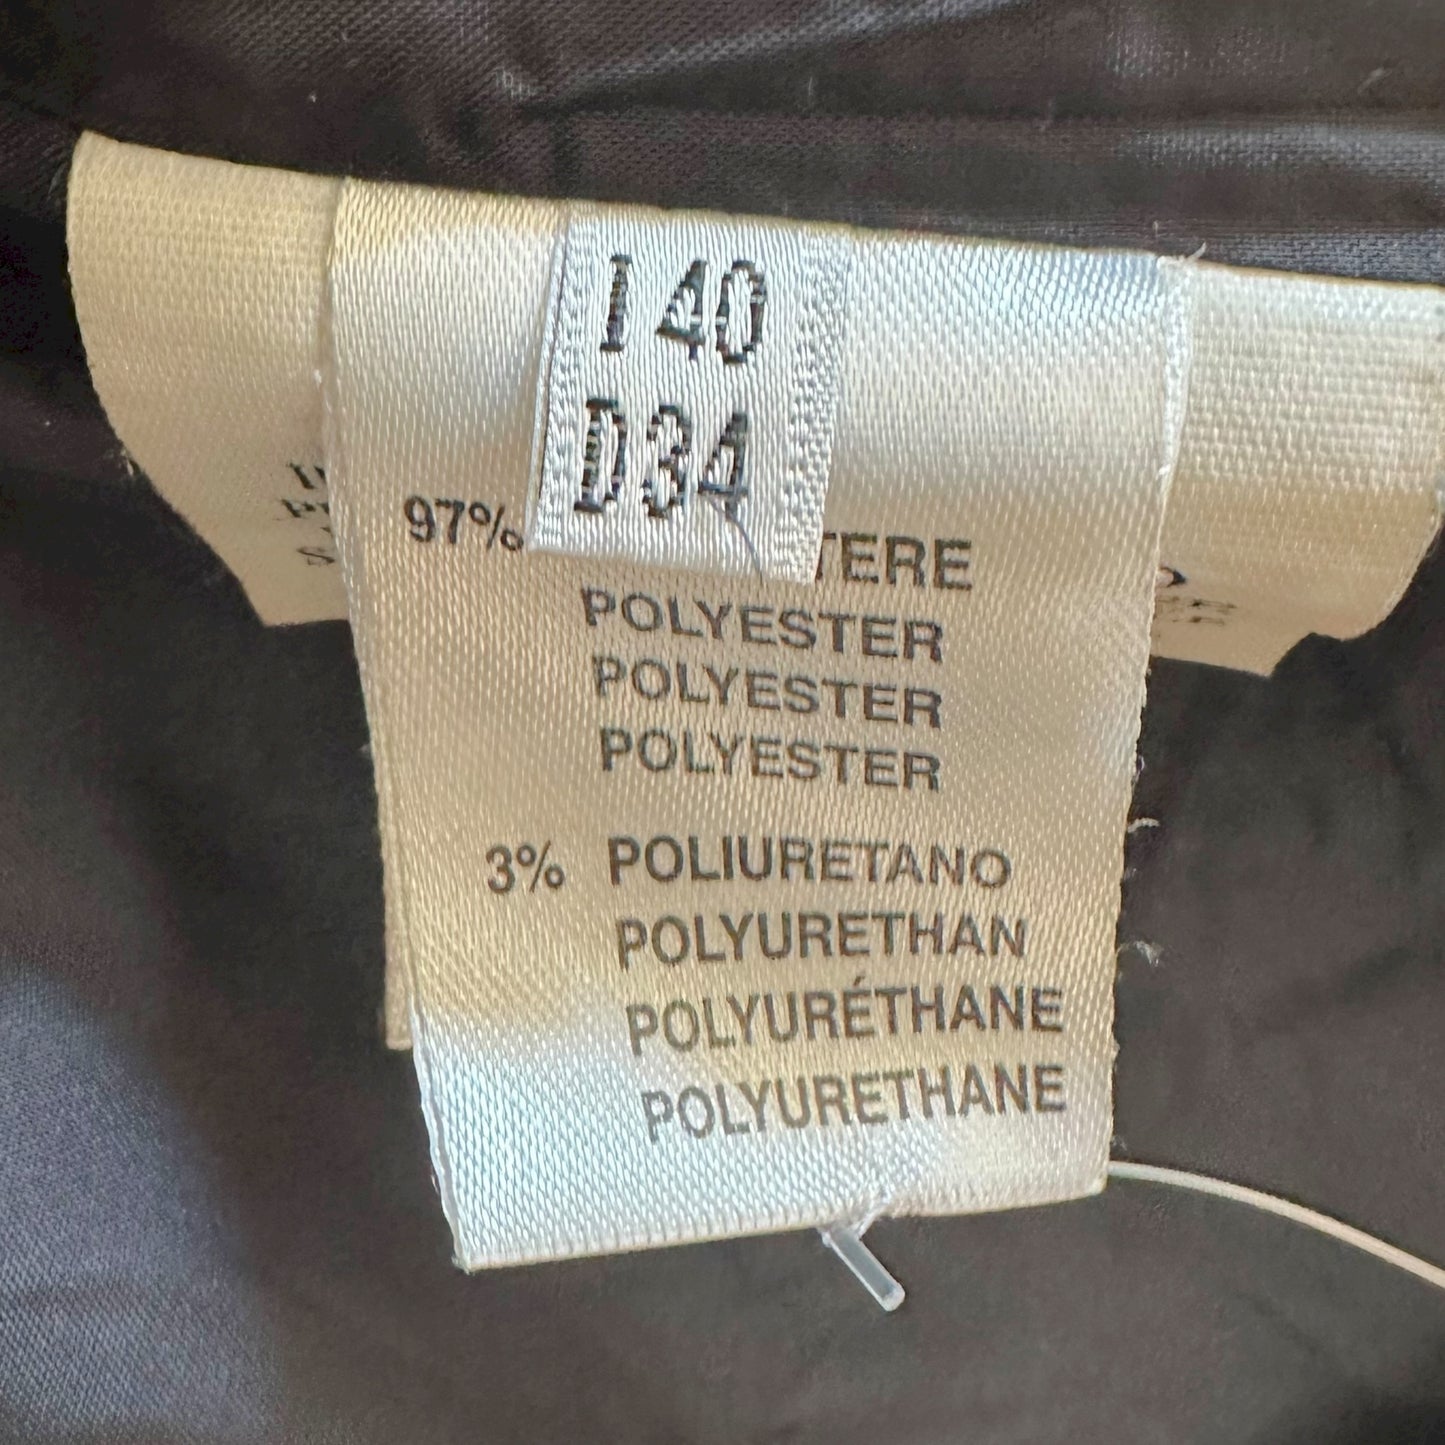 I 40
D34
97% TERE
POLYESTER
POLYESTER
POLYESTER
3% POLIURETANO
POLYURETHAN
POLYURÉTHANE
POLYURETHANE